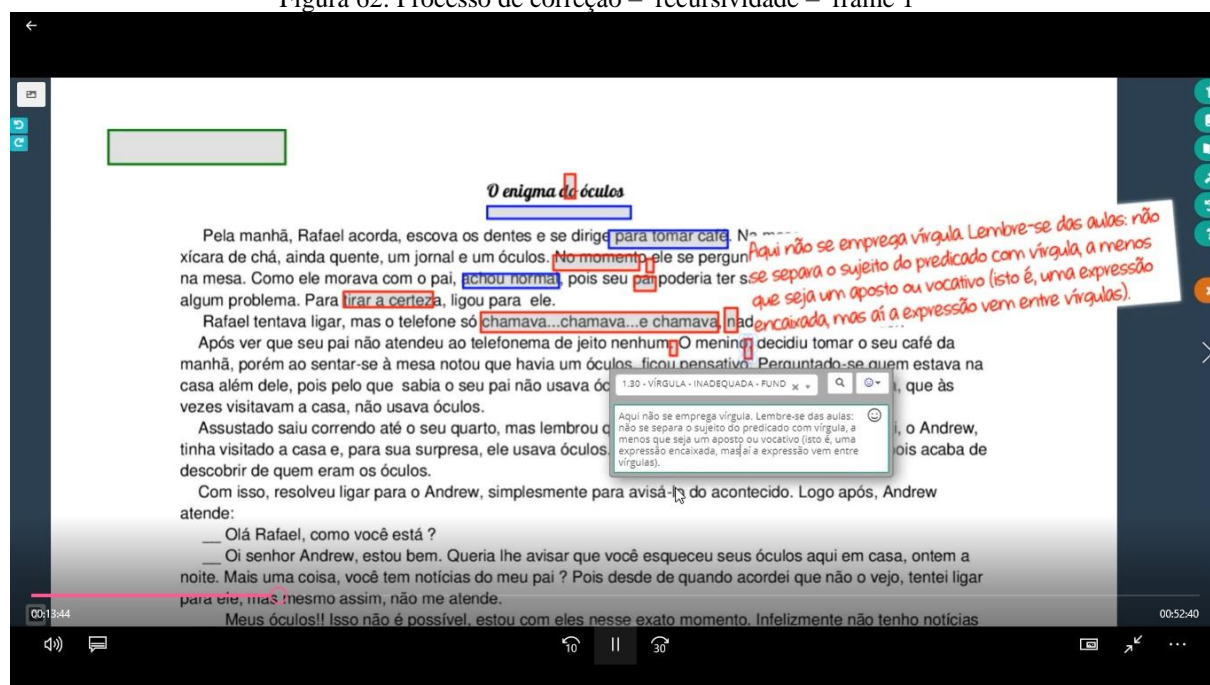 Figura 62: Processo de correção – recursividade – frame 1
O enigma do óculos
Pela manhã, Rafael acorda, escova os dentes e se dirige para tomar café. Na
xícara de chá, ainda quente, um jornal e um óculos. No momento ele se pergun
na mesa. Como ele morava com o pai, achou normal, pois seu pai poderia ter s
algum problema. Para tirar a certeza, ligou para ele.
Rafael tentava ligar, mas o telefone só chamava...chamava...e chamava, nad
Após ver que seu pai não atendeu ao telefonema de jeito nenhum. O menino, decidiu tomar o seu café da
manhã, porém ao sentar-se à mesa notou que havia um óculos, ficou pensativo. Perguntado-se quem estava na
casa além dele, pois pelo que sabia o seu pai não usava óc , que às
vezes visitavam a casa, não usava óculos.
Assustado saiu correndo até o seu quarto, mas lembrou q i, o Andrew,
tinha visitado a casa e, para sua surpresa, ele usava óculos. ois acaba de
descobrir de quem eram os óculos.
Com isso, resolveu ligar para o Andrew, simplesmente para avisá-lo do acontecido. Logo após, Andrew
atende:
__ Olá Rafael, como você está ?
__ Oi senhor Andrew, estou bem. Queria lhe avisar que você esqueceu seus óculos aqui em casa, ontem a
noite. Mais uma coisa, você tem notícias do meu pai ? Pois desde de quando acordei que não o vejo, tentei ligar
para ele, mas mesmo assim, não me atende.
Meus óculos!! Isso não é possível, estou com eles nesse exato momento. Infelizmente não tenho notícias
Aqui não se emprega vírgula. Lembre-se das aulas: não
se separa o sujeito do predicado com vírgula, a menos
que seja um aposto ou vocativo (isto é, uma expressão
encaixada, mas aí a expressão vem entre vírgulas).
1.30 - VÍRGULA - INADEQUADA - FUND
Aqui não se emprega vírgula. Lembre-se das aulas:
não se separa o sujeito do predicado com vírgula, a
menos que seja um aposto ou vocativo (isto é, uma
expressão encaixada, mas aí a expressão vem entre
vírgulas).
00:13:44
00:52:40
10
30